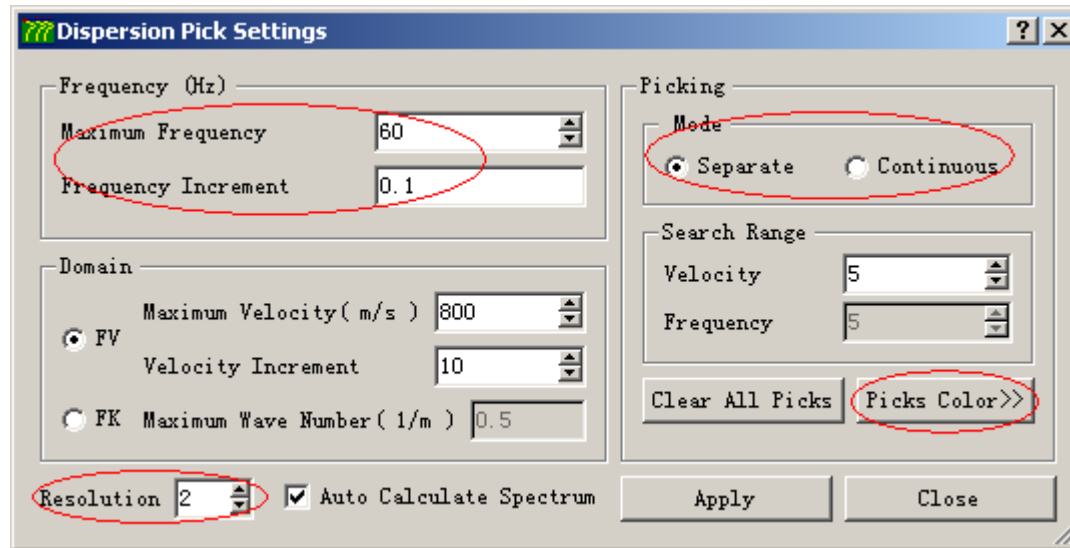 Dispersion Pick Settings
Frequency (Hz)
Maximum Frequency 60
Frequency Increment 0.1
Domain
FV
Maximum Velocity( m/s ) 800
Velocity Increment 10
FK Maximum Wave Number( 1/m ) 0.5
Resolution 2 Auto Calculate Spectrum
Picking
Mode
Separate Continuous
Search Range
Velocity 5
Frequency 5
Clear All Picks Picks Color>>
Apply Close